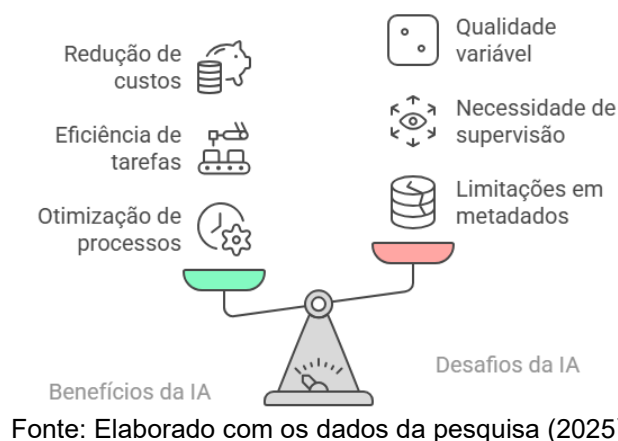 Redução de
custos
Eficiência de
tarefas
Otimização de
processos
Qualidade
variável
Necessidade de
supervisão
Limitações em
metadados
Benefícios da IA
Desafios da IA
Fonte: Elaborado com os dados da pesquisa (2025)